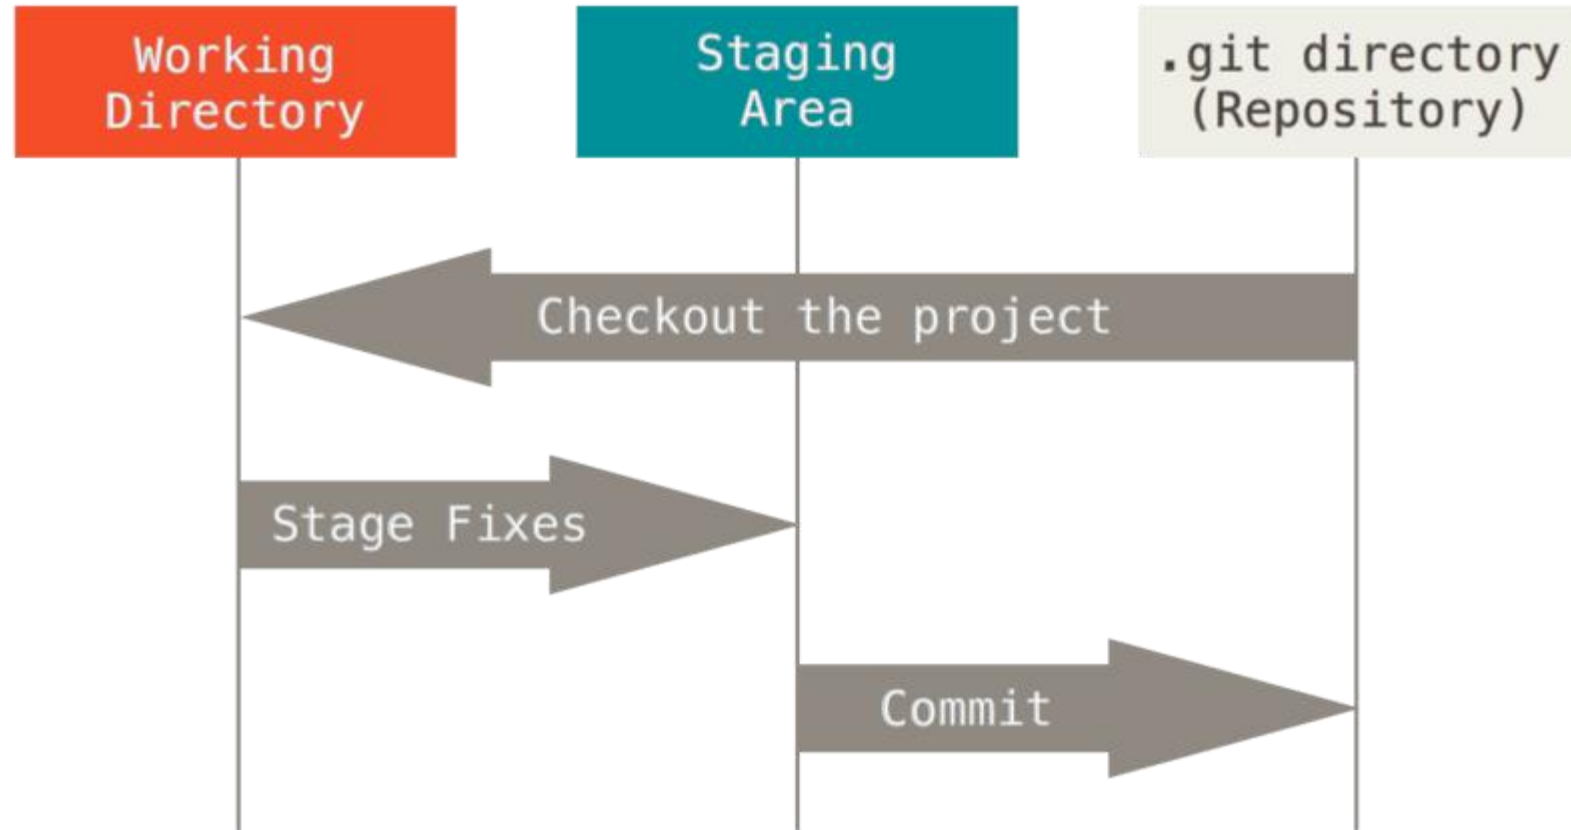 Working
Directory
Staging
Area
.git directory
(Repository)
Checkout the project
Stage Fixes
Commit